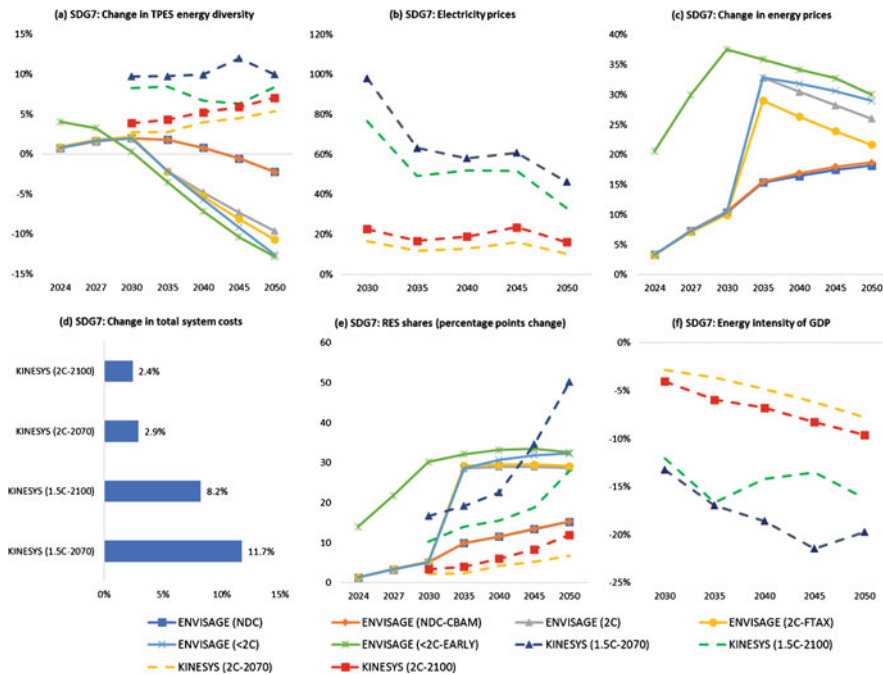 (a) SDG7: Change in TPES energy diversity
15%
10%
5%
0%
-5%
-10%
-15%
2024 2027 2030 2035 2040 2045 2050
(b) SDG7: Electricity prices
120%
100%
80%
60%
40%
20%
0%
2030 2035 2040 2045 2050
(c) SDG7: Change in energy prices
40%
35%
30%
25%
20%
15%
10%
5%
0%
2024 2027 2030 2035 2040 2045 2050
(d) SDG7: Change in total system costs
KINESYS (2C-2100) 2.4%
KINESYS (2C-2070) 2.9%
KINESYS (1.5C-2100) 8.2%
KINESYS (1.5C-2070) 11.7%
0% 5% 10% 15%
(e) SDG7: RES shares (percentage points change)
60
50
40
30
20
10
0
2024 2027 2030 2035 2040 2045 2050
(f) SDG7: Energy intensity of GDP
0%
-5%
-10%
-15%
-20%
-25%
2030 2035 2040 2045 2050
ENVISAGE (NDC) ENVISAGE (NDC-CBAM) ENVISAGE (2C) ENVISAGE (2C-FTAX)
ENVISAGE (<2C) ENVISAGE (<2C-EARLY) KINESYS (1.5C-2070) KINESYS (1.5C-2100)
KINESYS (2C-2070) KINESYS (2C-2100)